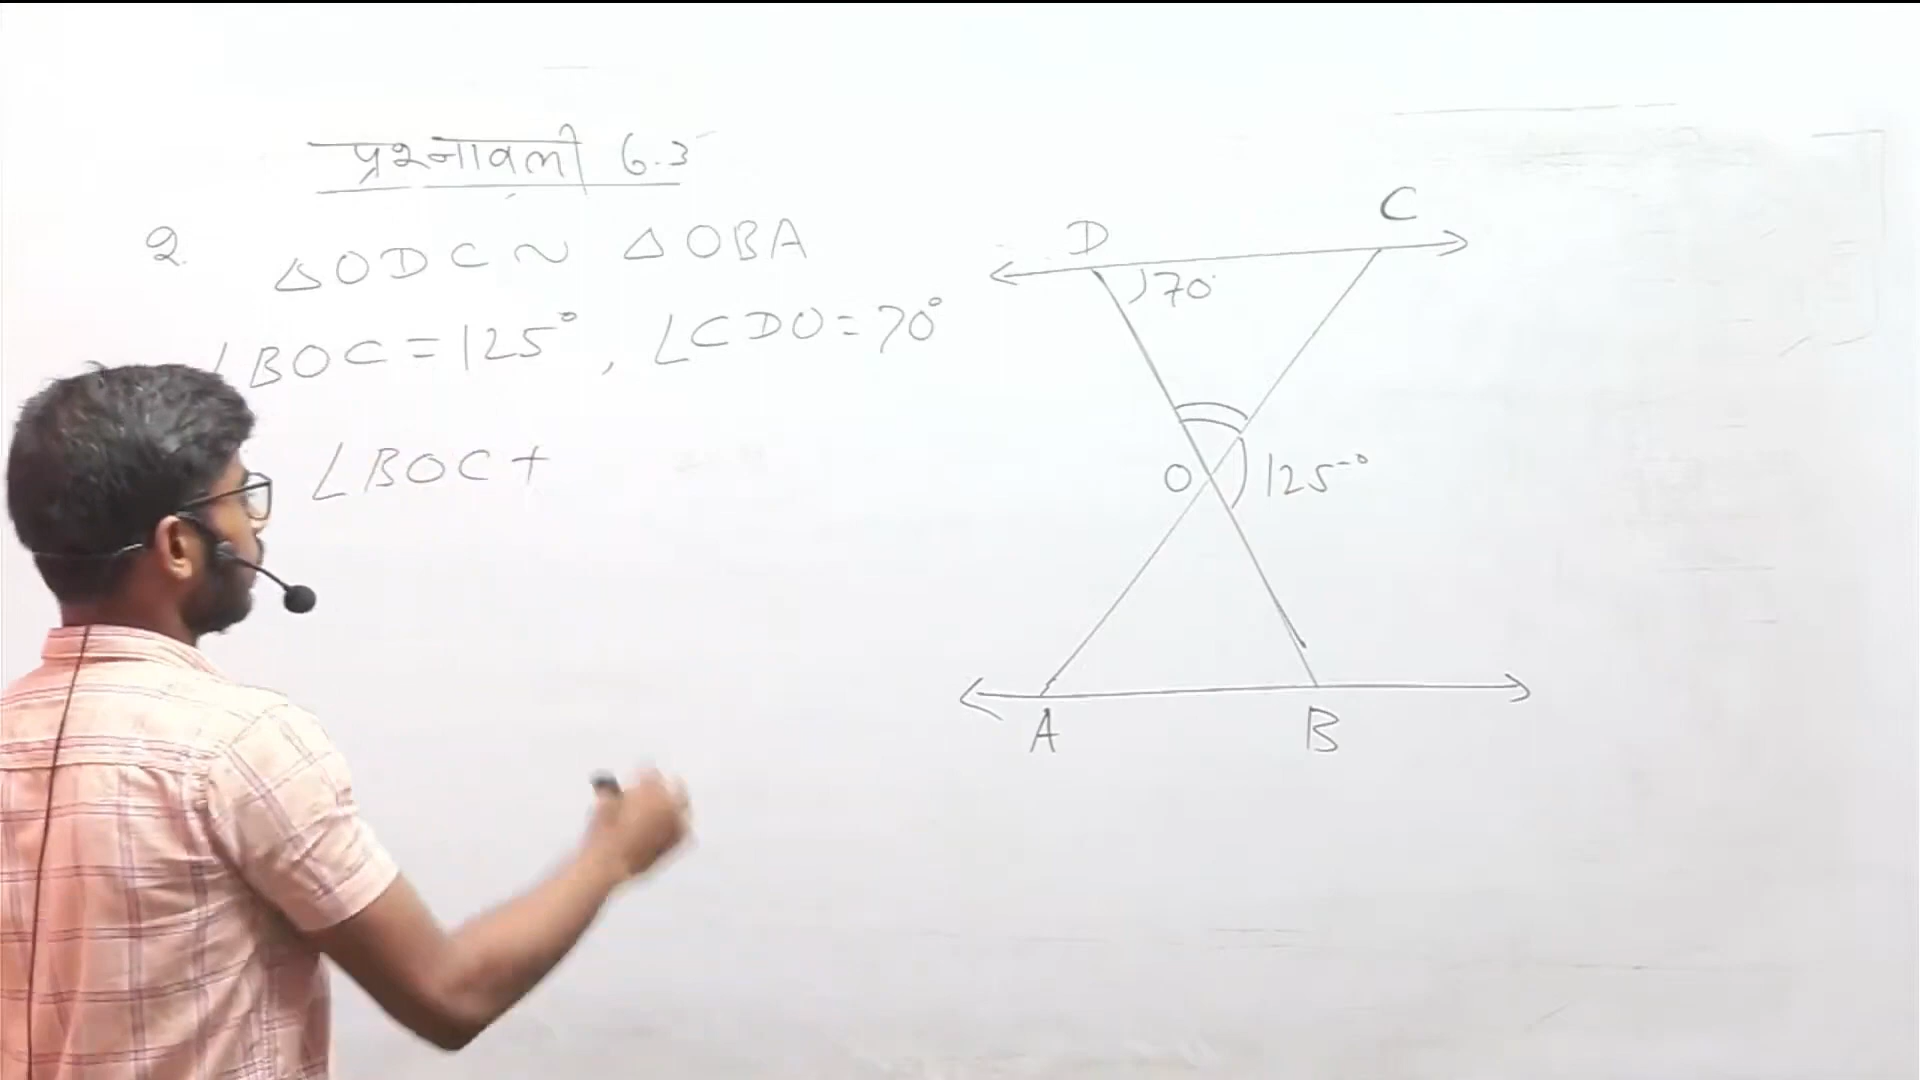 प्रश्नावली 6.3
2. △ODC ~ △OBA
∠BOC = 125°, ∠CDO = 70°
∠BOC +
D
C
70°
O
125°
A
B